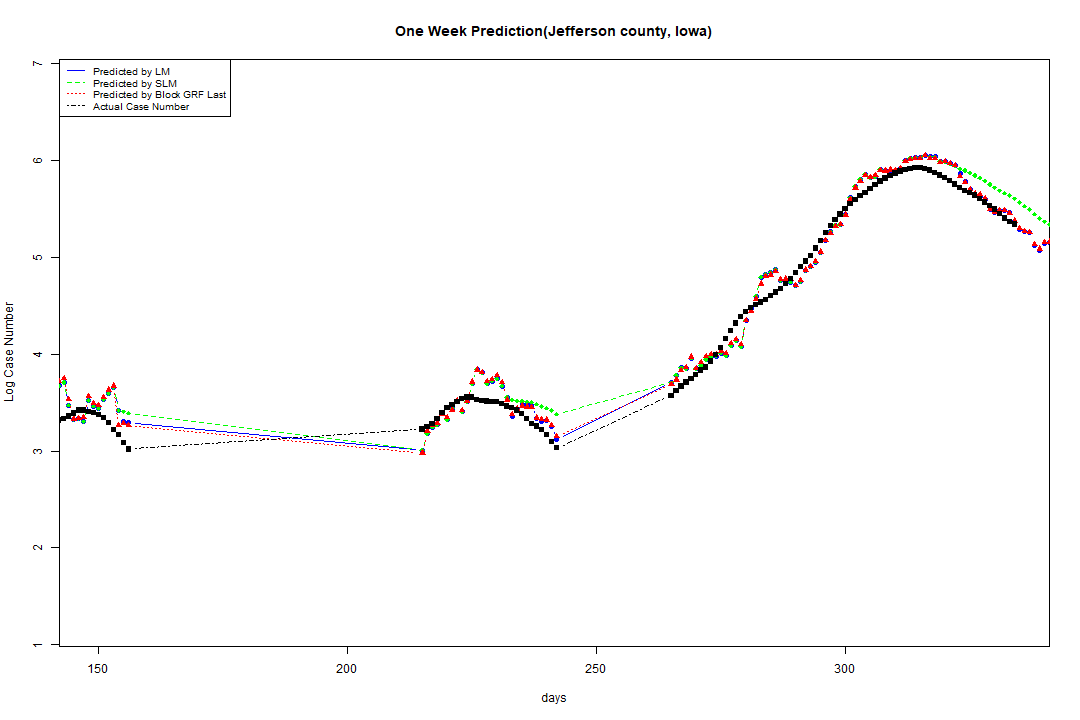 One Week Prediction(Jefferson county, Iowa)
Predicted by LM
Predicted by SLM
Predicted by Block GRF Last
Actual Case Number
Log Case Number
7
6
5
4
3
2
1
150
200
250
300
days